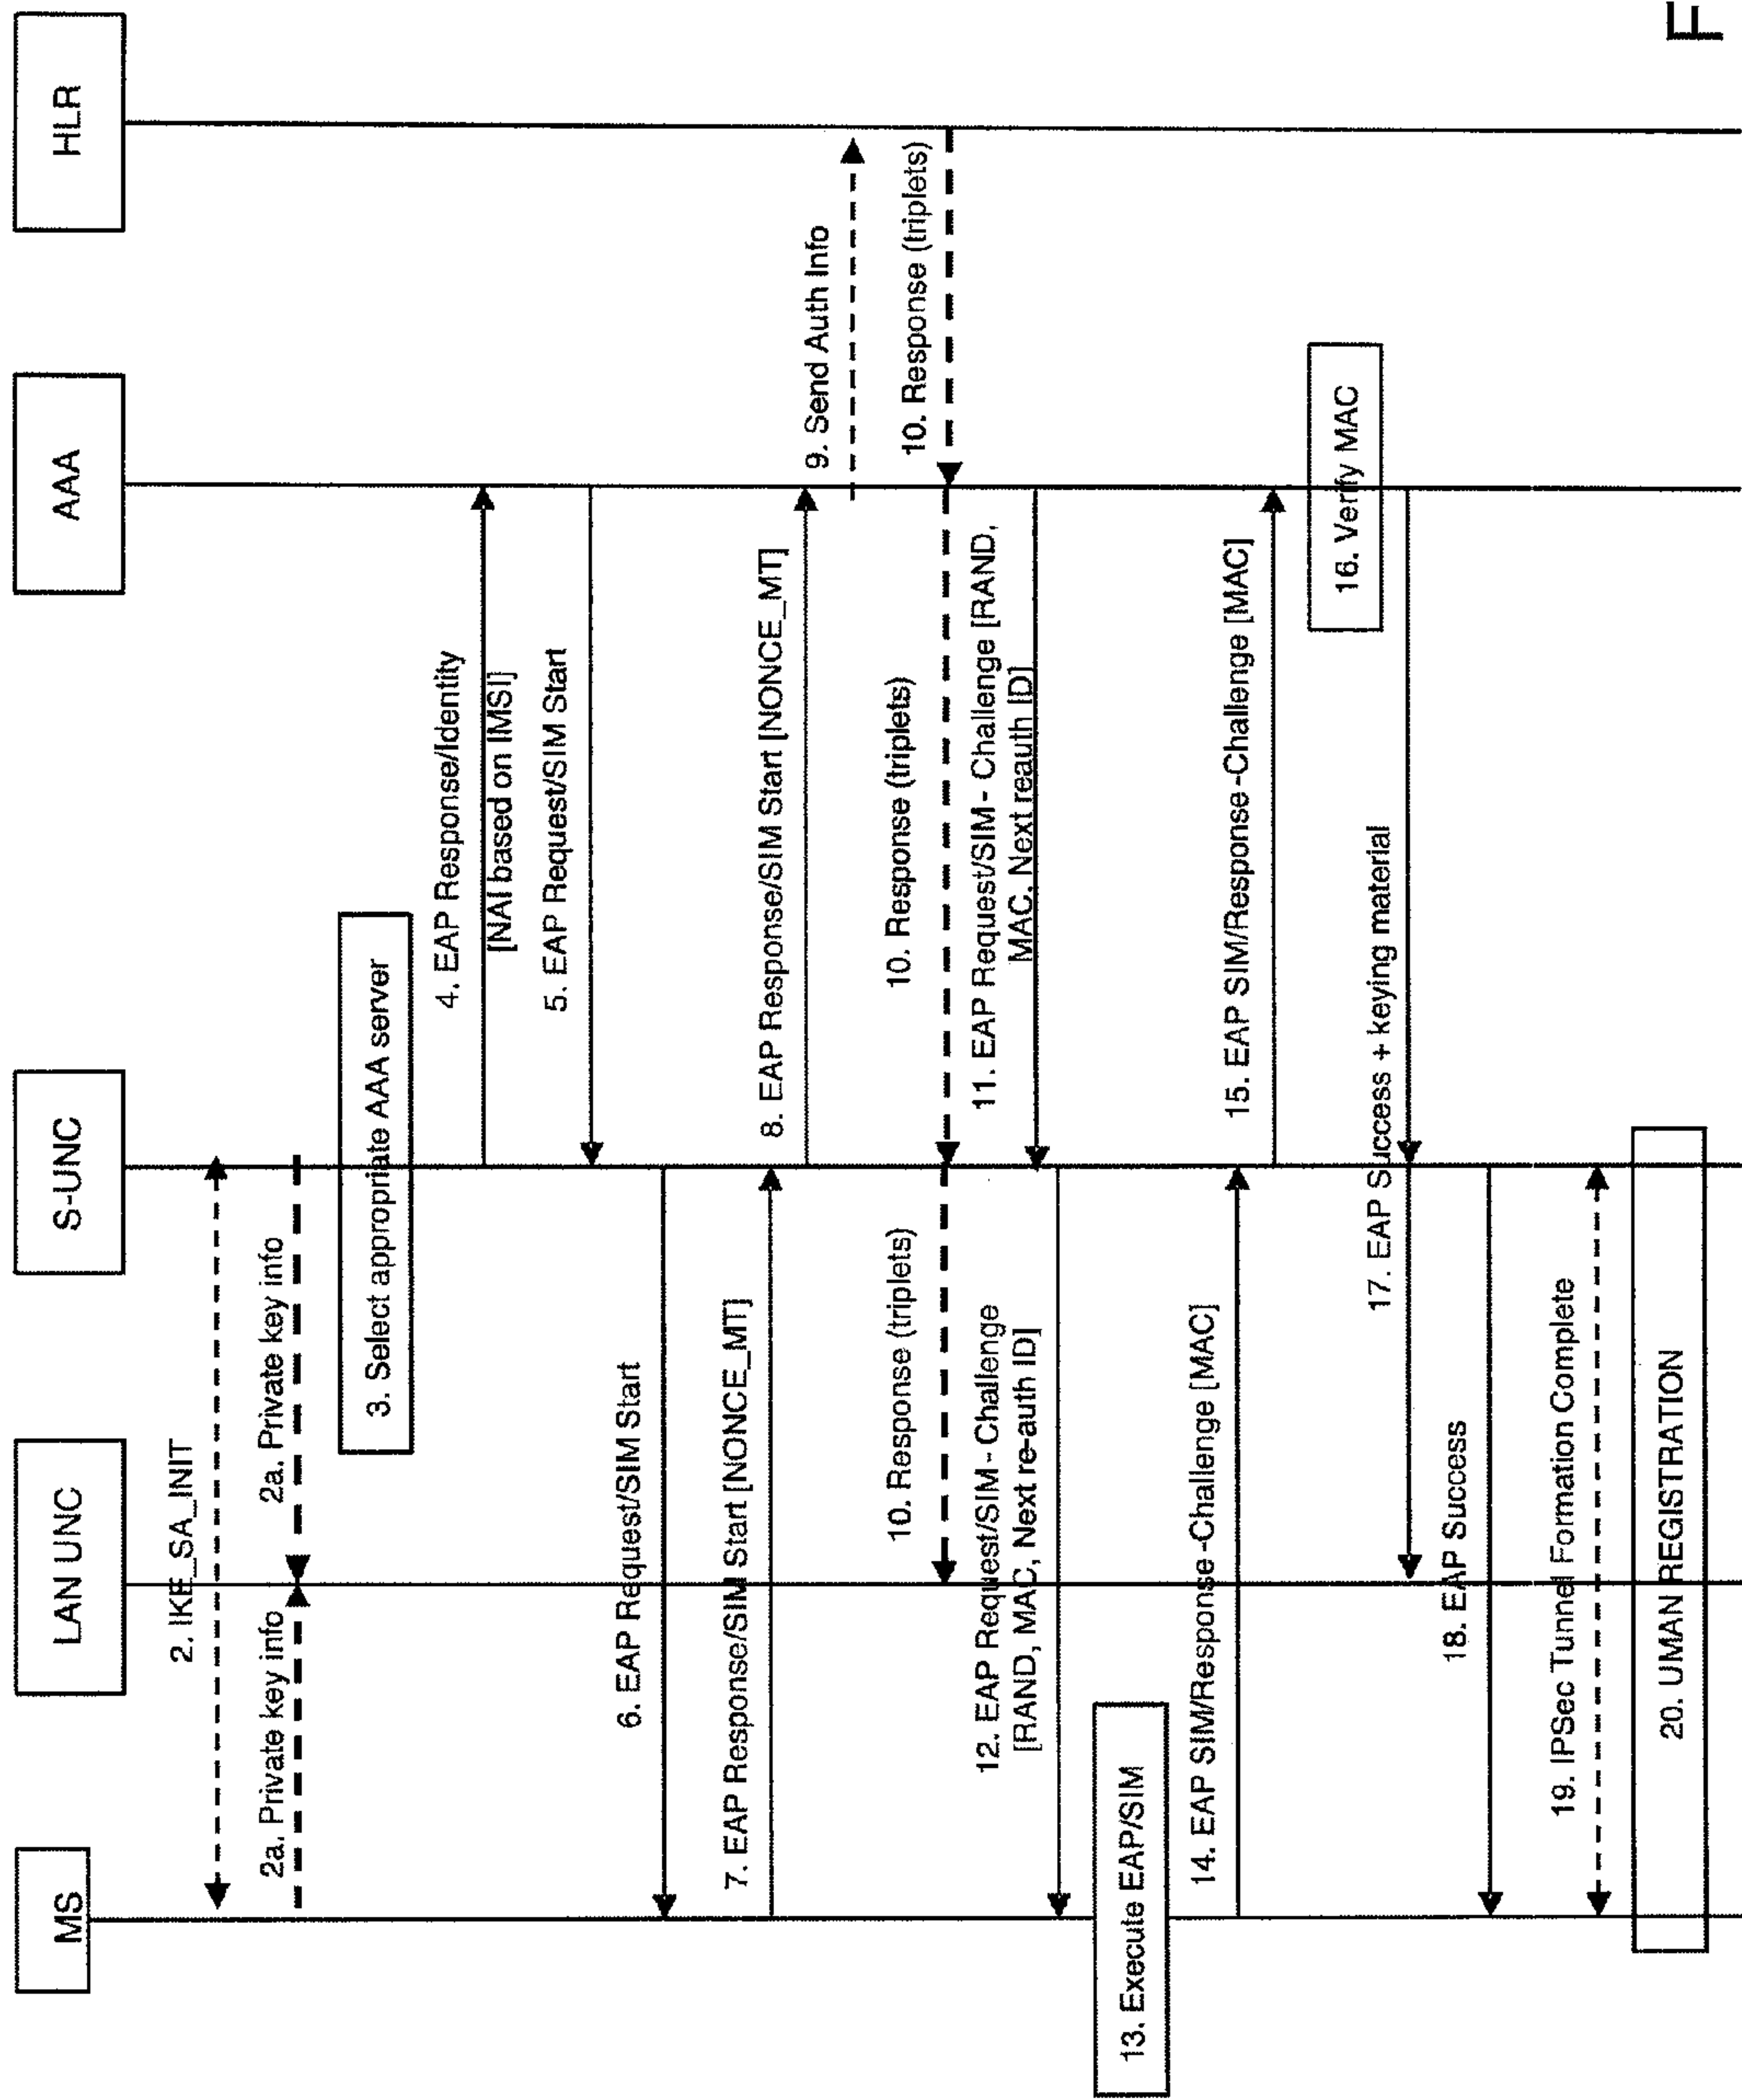 MS
LAN UNC
S-UNC
AAA
HLR
2. IKE_SA_INIT
2a. Private key info
2a. Private key info
3. Select appropriate AAA server
4. EAP Response/Identity
[NAI based on IMSI]
5. EAP Request/SIM Start
6. EAP Request/SIM Start
7. EAP Response/SIM Start [NONCE_MT]
8. EAP Response/SIM Start [NONCE_MT]
9. Send Auth Info
10. Response (triplets)
10. Response (triplets)
10. Response (triplets)
11. EAP Request/SIM - Challenge [RAND,
MAC, Next reauth ID]
12. EAP Request/SIM - Challenge
[RAND, MAC, Next re-auth ID]
13. Execute EAP/SIM
14. EAP SIM/Response -Challenge [MAC]
15. EAP SIM/Response -Challenge [MAC]
16. Verify MAC
17. EAP Success + keying material
18. EAP Success
19. IPSec Tunnel Formation Complete
20. UMAN REGISTRATION